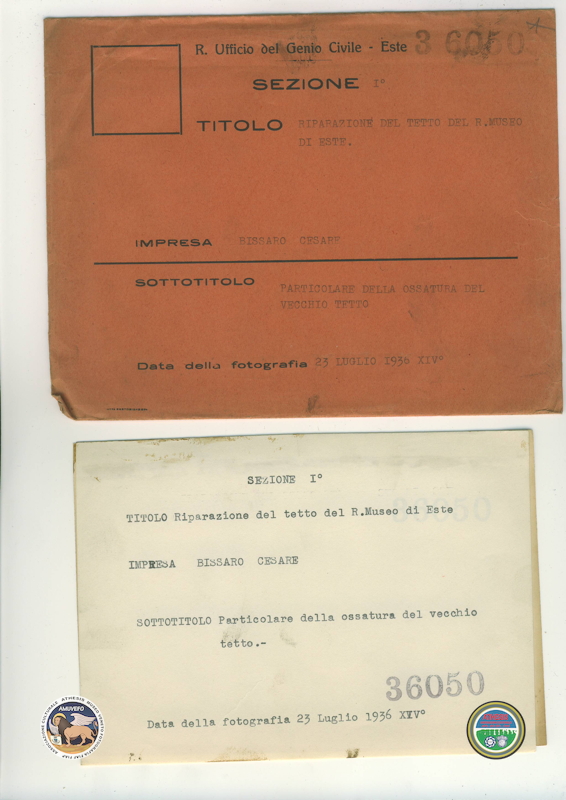 R. Ufficio del Genio Civile - Este
36050
SEZIONE I°
TITOLO RIPARAZIONE DEL TETTO DEL R.MUSEO
DI ESTE.
IMPRESA BISSARO CESARE
SOTTOTITOLO PARTICOLARE DELLA OSSATURA DEL
VECCHIO TETTO
Data della fotografia 23 LUGLIO 1936 XIV°
SEZIONE I°
36050
TITOLO Riparazione del tetto del R.Museo di Este
IMPRESA BISSARO CESARE
SOTTOTITOLO Particolare della ossatura del vecchio
tetto.-
36050
Data della fotografia 23 Luglio 1936 XIV°
AMUVEFO